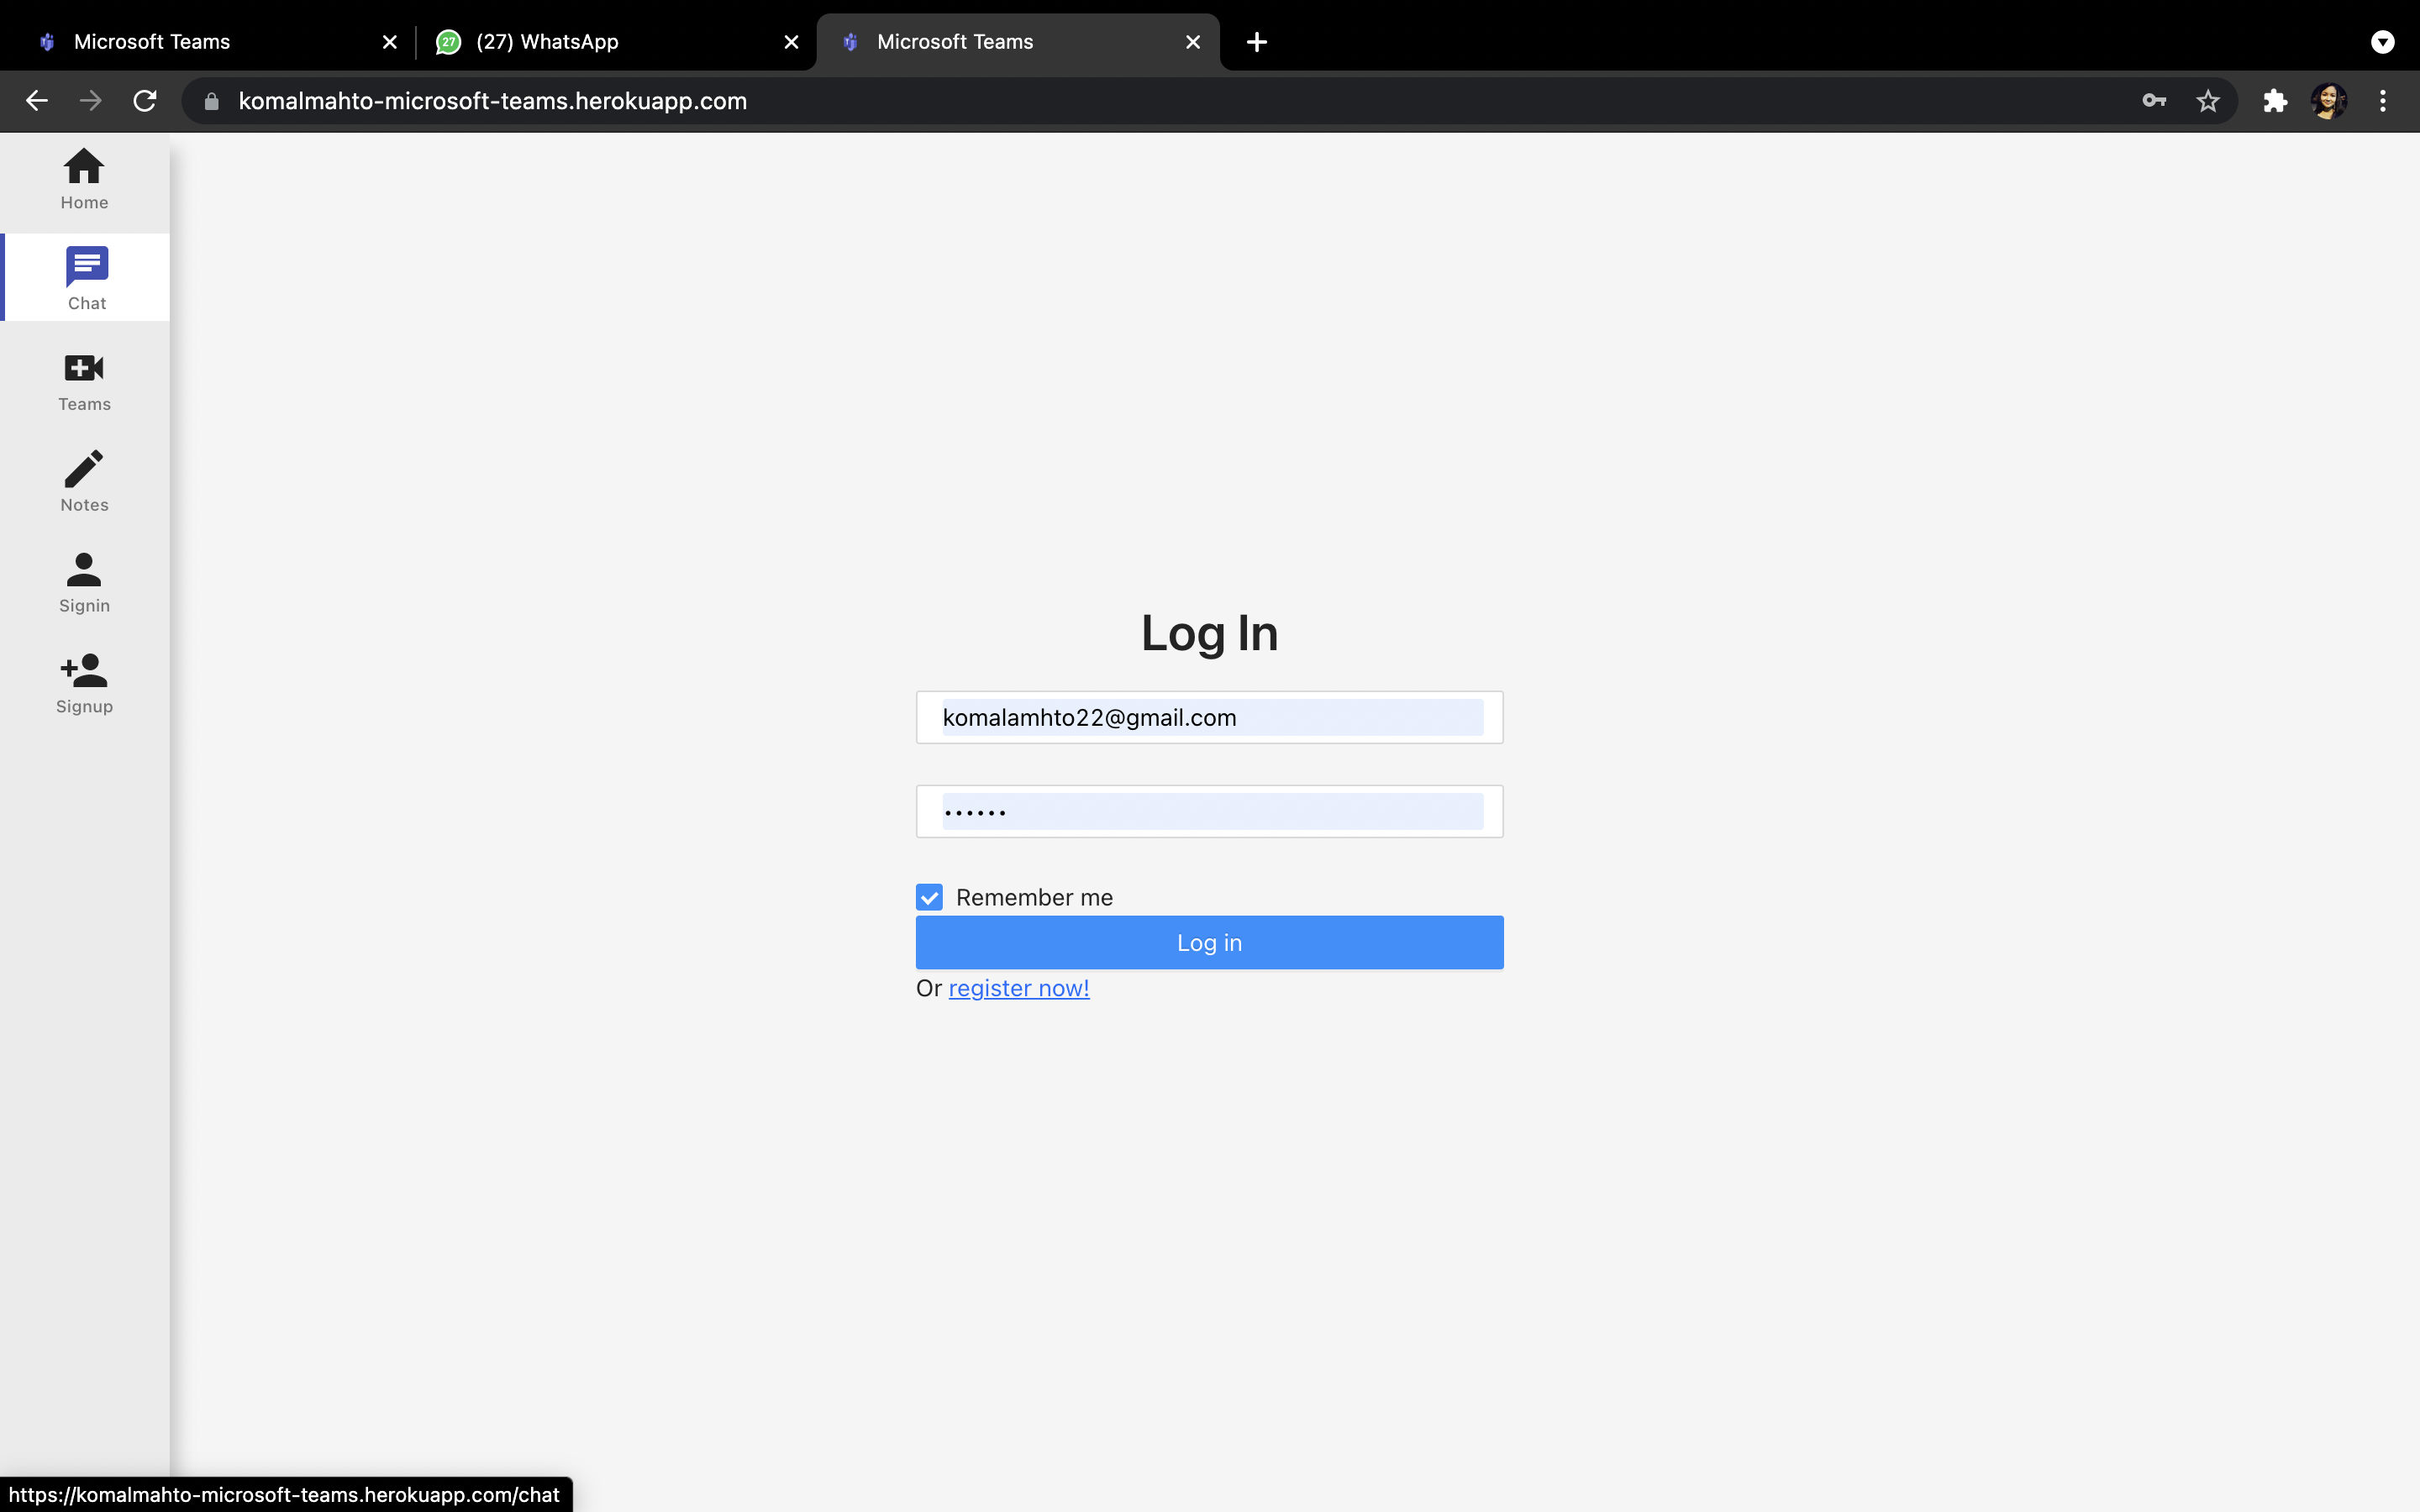 Microsoft Teams
27
(27) WhatsApp
Microsoft Teams
komalmahto-microsoft-teams.herokuapp.com
Home
Chat
Teams
Notes
Signin
Signup
Log In
komalamhto22@gmail.com
••••••
Remember me
Log in
Or register now!
https://komalmahto-microsoft-teams.herokuapp.com/chat